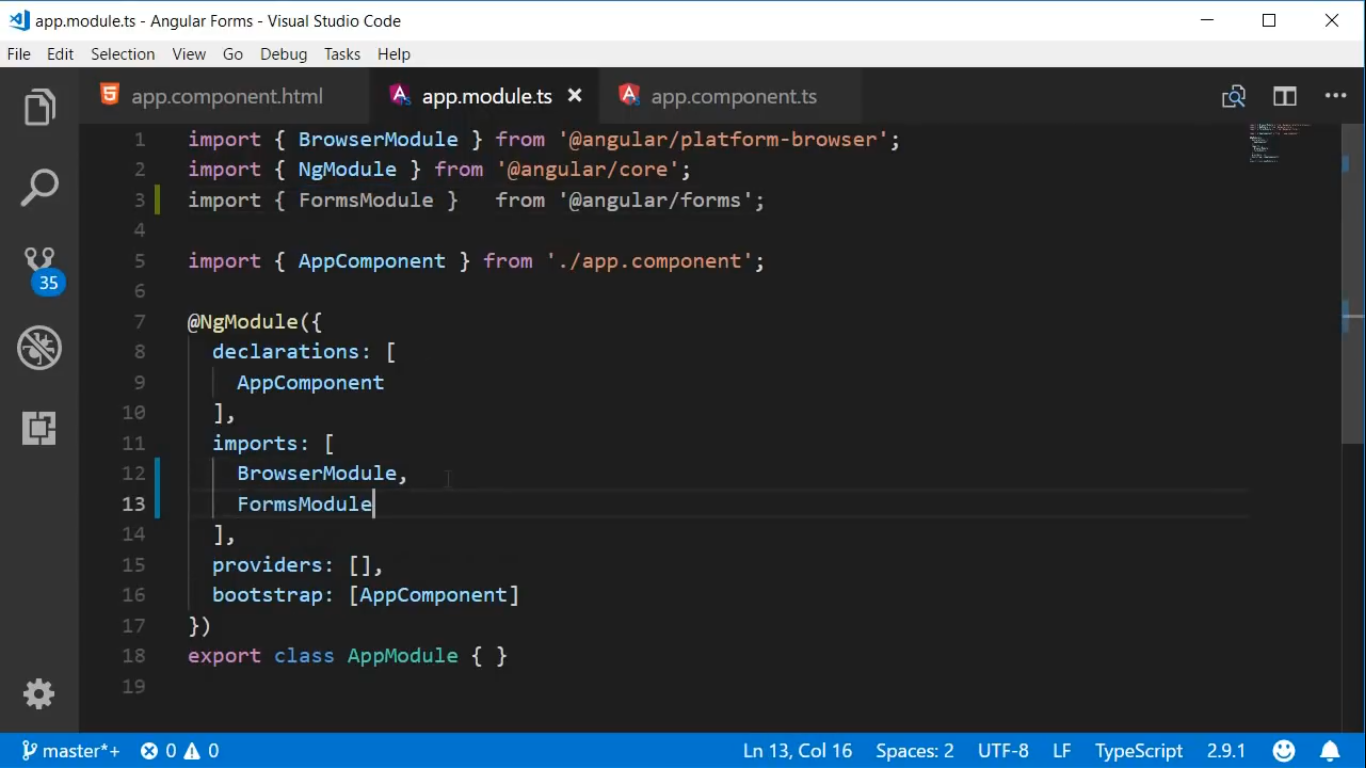 app.module.ts - Angular Forms - Visual Studio Code
File Edit Selection View Go Debug Tasks Help
app.component.html app.module.ts app.component.ts
1 import { BrowserModule } from '@angular/platform-browser';
2 import { NgModule } from '@angular/core';
3 import { FormsModule }   from '@angular/forms';
4
5 import { AppComponent } from './app.component';
6
7 @NgModule({
8   declarations: [
9     AppComponent
10   ],
11   imports: [
12     BrowserModule,
13     FormsModule
14   ],
15   providers: [],
16   bootstrap: [AppComponent]
17 })
18 export class AppModule { }
19
35
master*+ 0 0 Ln 13, Col 16 Spaces: 2 UTF-8 LF TypeScript 2.9.1